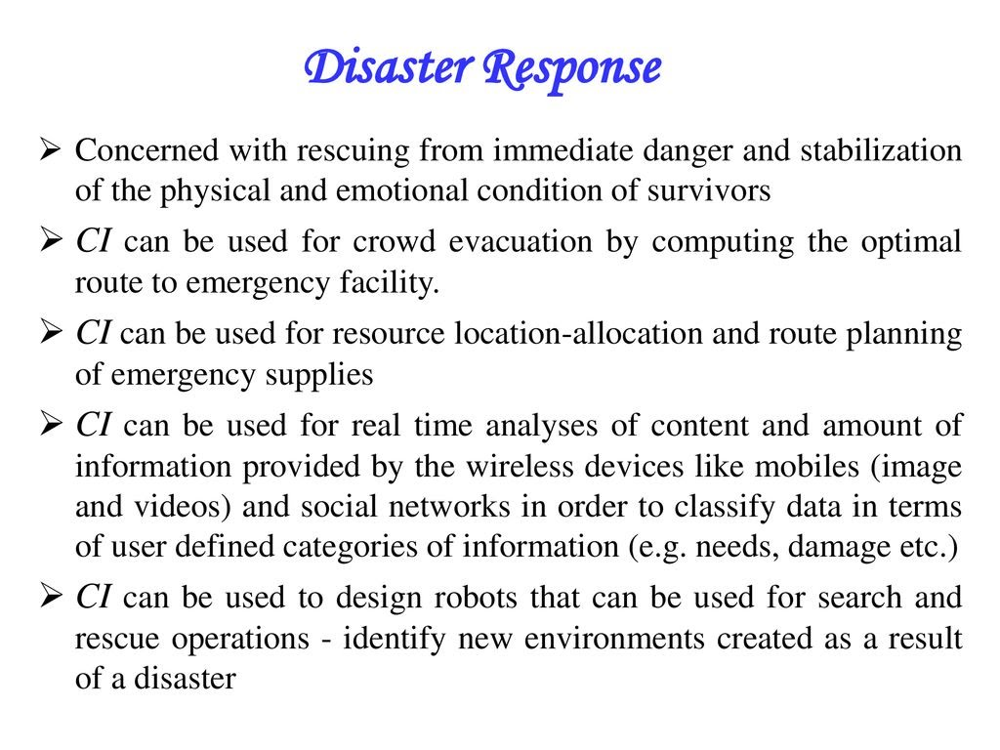 Disaster Response
➢ Concerned with rescuing from immediate danger and stabilization
of the physical and emotional condition of survivors
➢ CI can be used for crowd evacuation by computing the optimal
route to emergency facility.
➢ CI can be used for resource location-allocation and route planning
of emergency supplies
➢ CI can be used for real time analyses of content and amount of
information provided by the wireless devices like mobiles (image
and videos) and social networks in order to classify data in terms
of user defined categories of information (e.g. needs, damage etc.)
➢ CI can be used to design robots that can be used for search and
rescue operations - identify new environments created as a result
of a disaster